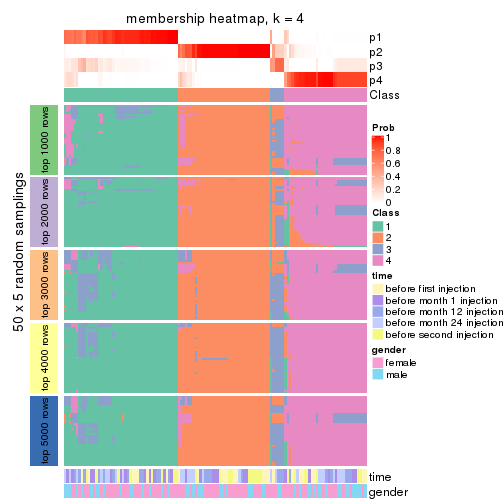 membership heatmap, k = 4
p1
p2
p3
p4
Class
50 x 5 random samplings
top 1000 rows
top 2000 rows
top 3000 rows
top 4000 rows
top 5000 rows
time
gender
Prob
1
0.8
0.6
0.4
0.2
0
Class
1
2
3
4
time
before first injection
before month 1 injection
before month 12 injection
before month 24 injection
before second injection
gender
female
male